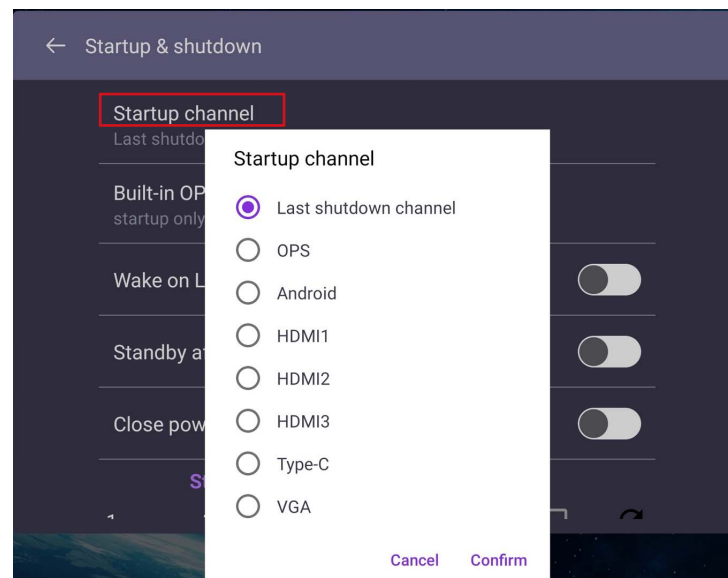 Startup & shutdown
Startup channel
Last shutdo
Built-in OP
startup only
Wake on L
Standby a
Close pow
Startup channel
Last shutdown channel
OPS
Android
HDMI1
HDMI2
HDMI3
Type-C
VGA
Cancel Confirm